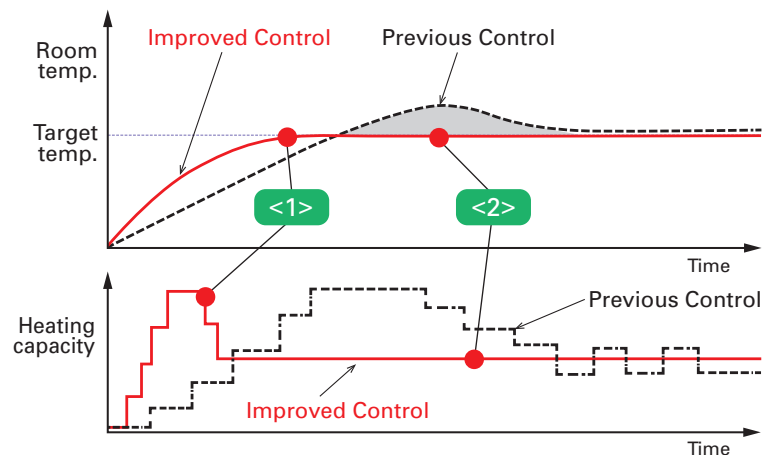 Improved Control
Previous Control
Room
temp.
Target
temp.
<1>
<2>
Time
Previous Control
Heating
capacity
Improved Control
Time